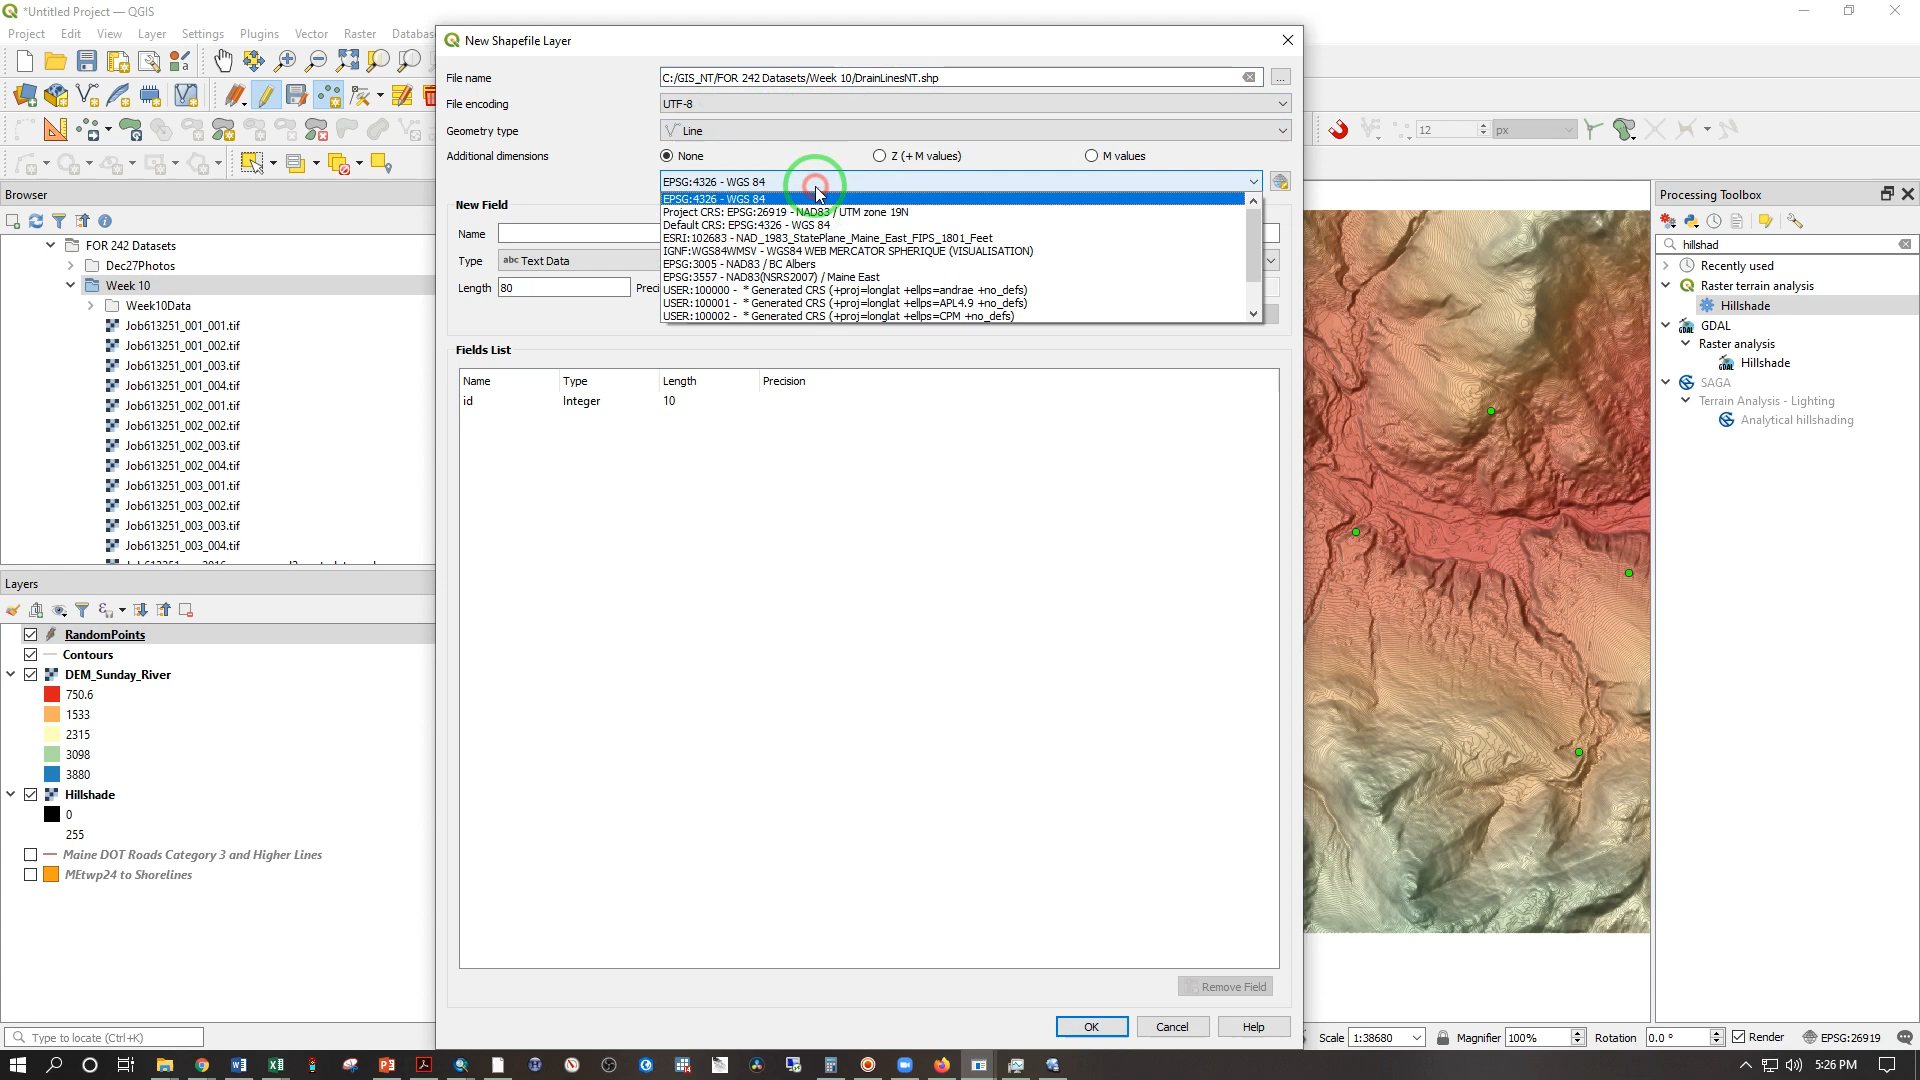 *Untitled Project — QGIS
Project Edit View Layer Settings Plugins Vector Raster Databas
New Shapefile Layer
File name
C:/GIS_NT/FOR 242 Datasets/Week 10/DrainLinesNT.shp
...
File encoding
UTF-8
Geometry type
Line
Additional dimensions
None
Z (+ M values)
M values
EPSG:4326 - WGS 84
EPSG:4326 - WGS 84
Project CRS: EPSG:26919 - NAD83 / UTM zone 19N
Default CRS: EPSG:4326 - WGS 84
ESRI:102683 - NAD_1983_StatePlane_Maine_East_FIPS_1801_Feet
IGNF:WGS84WMSV - WGS84 WEB MERCATOR SPHERIQUE (VISUALISATION)
EPSG:3005 - NAD83 / BC Albers
EPSG:3557 - NAD83(NSRS2007) / Maine East
USER:100000 - * Generated CRS (+proj=longlat +ellps=andrae +no_defs)
USER:100001 - * Generated CRS (+proj=longlat +ellps=APL4.9 +no_defs)
USER:100002 - * Generated CRS (+proj=longlat +ellps=CPM +no_defs)
New Field
Name
Type
abc Text Data
Length
80
Preci
Fields List
Name Type Length Precision
id Integer 10
Remove Field
OK
Cancel
Help
12
px
Browser
FOR 242 Datasets
Dec27Photos
Week 10
Week10Data
Job613251_001_001.tif
Job613251_001_002.tif
Job613251_001_003.tif
Job613251_001_004.tif
Job613251_002_001.tif
Job613251_002_002.tif
Job613251_002_003.tif
Job613251_002_004.tif
Job613251_003_001.tif
Job613251_003_002.tif
Job613251_003_003.tif
Job613251_003_004.tif
Layers
RandomPoints
Contours
DEM_Sunday_River
750.6
1533
2315
3098
3880
Hillshade
0
255
Maine DOT Roads Category 3 and Higher Lines
MEtwp24 to Shorelines
Processing Toolbox
hillshad
Recently used
Raster terrain analysis
Hillshade
GDAL
Raster analysis
Hillshade
SAGA
Terrain Analysis - Lighting
Analytical hillshading
Type to locate (Ctrl+K)
Scale 1:38680 Magnifier 100% Rotation 0.0 ° Render EPSG:26919
5:26 PM